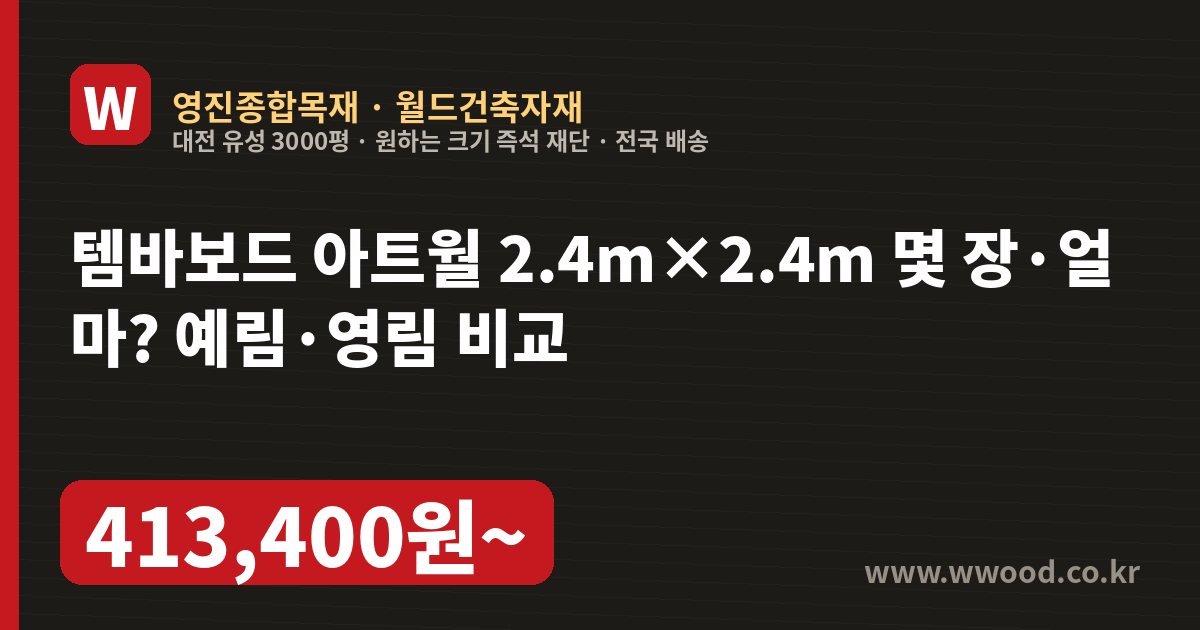 W
영진종합목재 · 월드건축자재
대전 유성 3000평 · 원하는 크기 즉석 재단 · 전국 배송
템바보드 아트월 2.4m×2.4m 몇 장·얼
마? 예림·영림 비교
413,400원~
www.wwood.co.kr